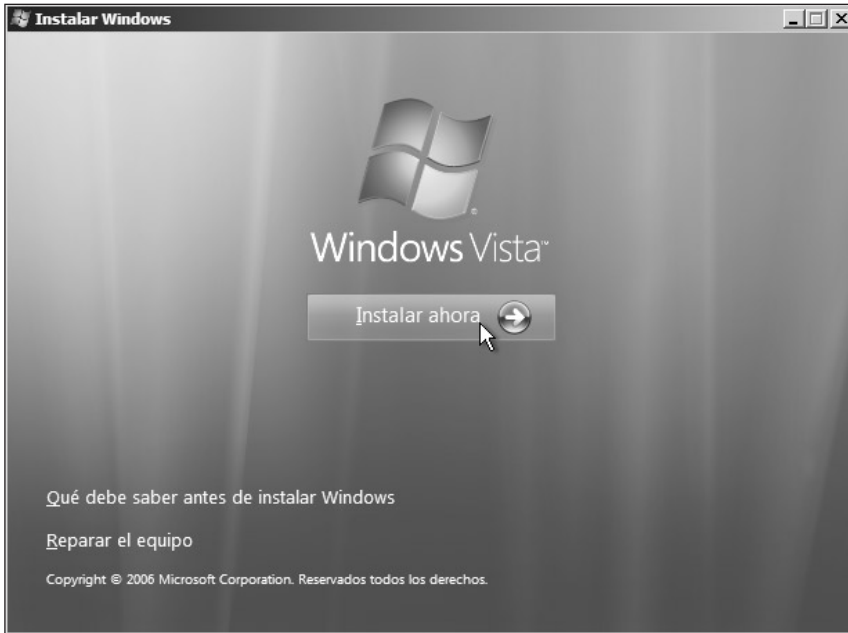 Instalar Windows
Windows Vista™
Instalar ahora
Qué debe saber antes de instalar Windows
Reparar el equipo
Copyright © 2006 Microsoft Corporation. Reservados todos los derechos.